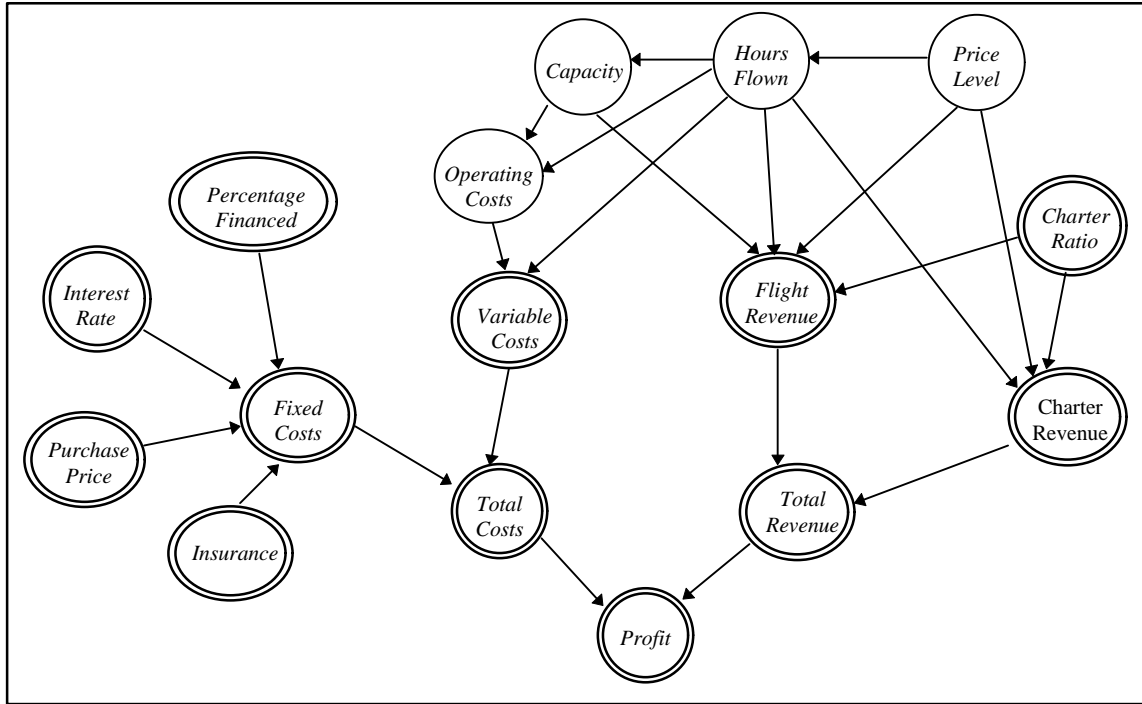 Capacity
Hours
Flown
Price
Level
Operating
Costs
Percentage
Financed
Charter
Ratio
Interest
Rate
Variable
Costs
Flight
Revenue
Fixed
Costs
Charter
Revenue
Purchase
Price
Total
Costs
Total
Revenue
Insurance
Profit